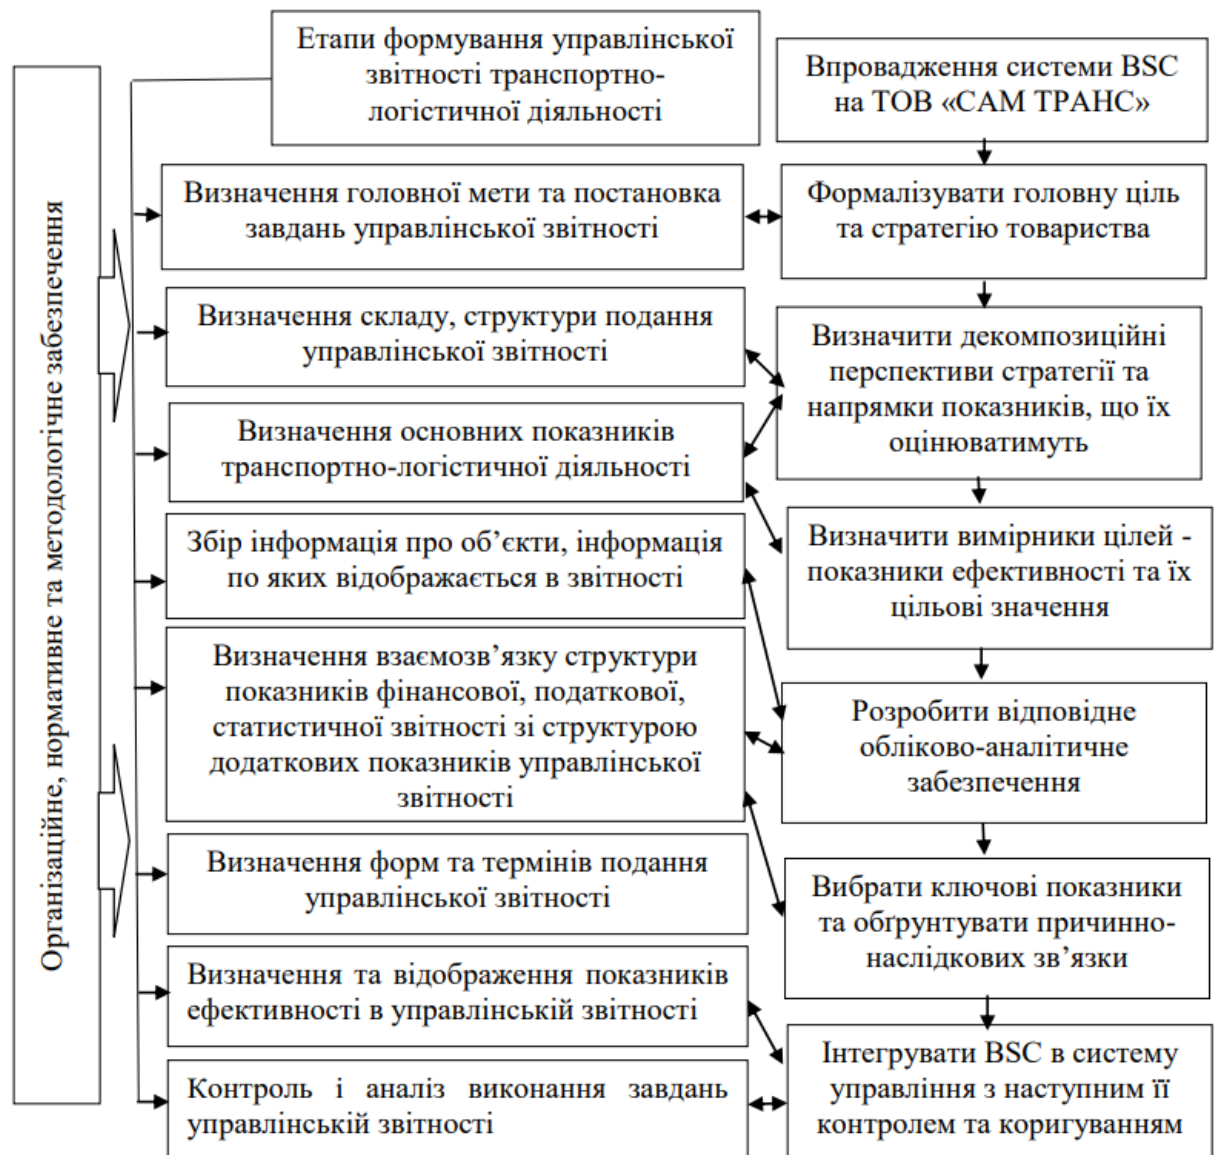 Організаційне, нормативне та методологічне забезпечення
Етапи формування управлінської
звітності транспортно-
логістичної діяльності
Визначення головної мети та постановка
завдань управлінської звітності
Визначення складу, структури подання
управлінської звітності
Визначення основних показників
транспортно-логістичної діяльності
Збір інформація про об’єкти, інформація
по яких відображається в звітності
Визначення взаємозв’язку структури
показників фінансової, податкової,
статистичної звітності зі структурою
додаткових показників управлінської
звітності
Визначення форм та термінів подання
управлінської звітності
Визначення та відображення показників
ефективності в управлінській звітності
Контроль і аналіз виконання завдань
управлінській звітності
Впровадження системи BSC
на ТОВ «САМ ТРАНС»
Формалізувати головну ціль
та стратегію товариства
Визначити декомпозиційні
перспективи стратегії та
напрямки показників, що їх
оцінюватимуть
Визначити вимірники цілей -
показники ефективності та їх
цільові значення
Розробити відповідне
обліково-аналітичне
забезпечення
Вибрати ключові показники
та обґрунтувати причинно-
наслідкових зв’язки
Інтегрувати BSC в систему
управління з наступним її
контролем та коригуванням